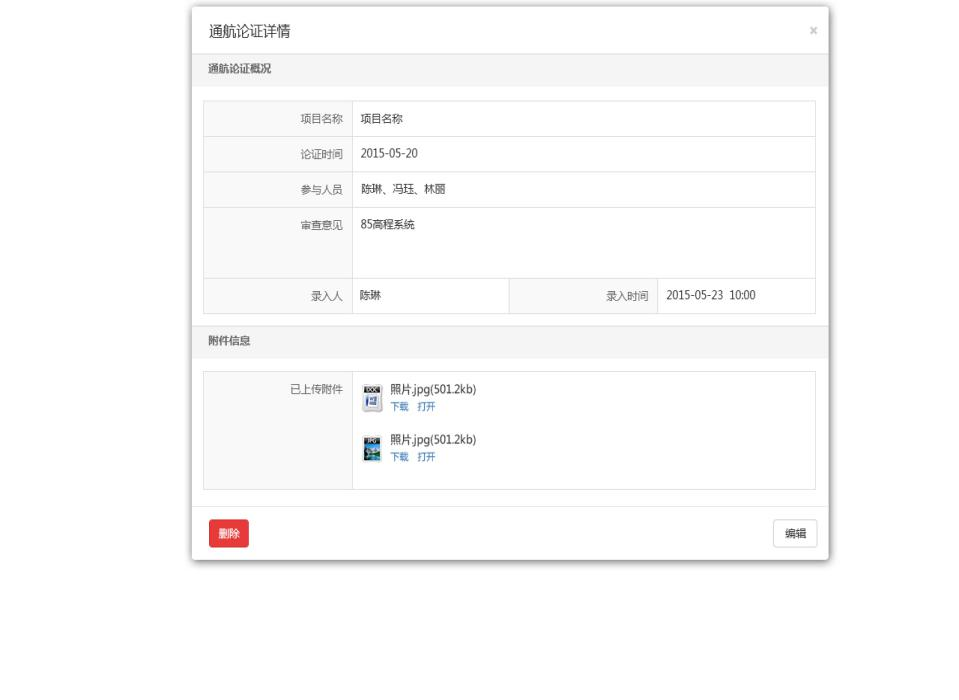 通航论证详情
×
通航论证概况
项目名称 项目名称
论证时间 2015-05-20
参与人员 陈琳、冯珏、林丽
审查意见 85高程系统
录入人 陈琳 录入时间 2015-05-23 10:00
附件信息
已上传附件 照片.jpg(501.2kb)
DOC
下载 打开
照片.jpg(501.2kb)
JPG
下载 打开
删除 编辑